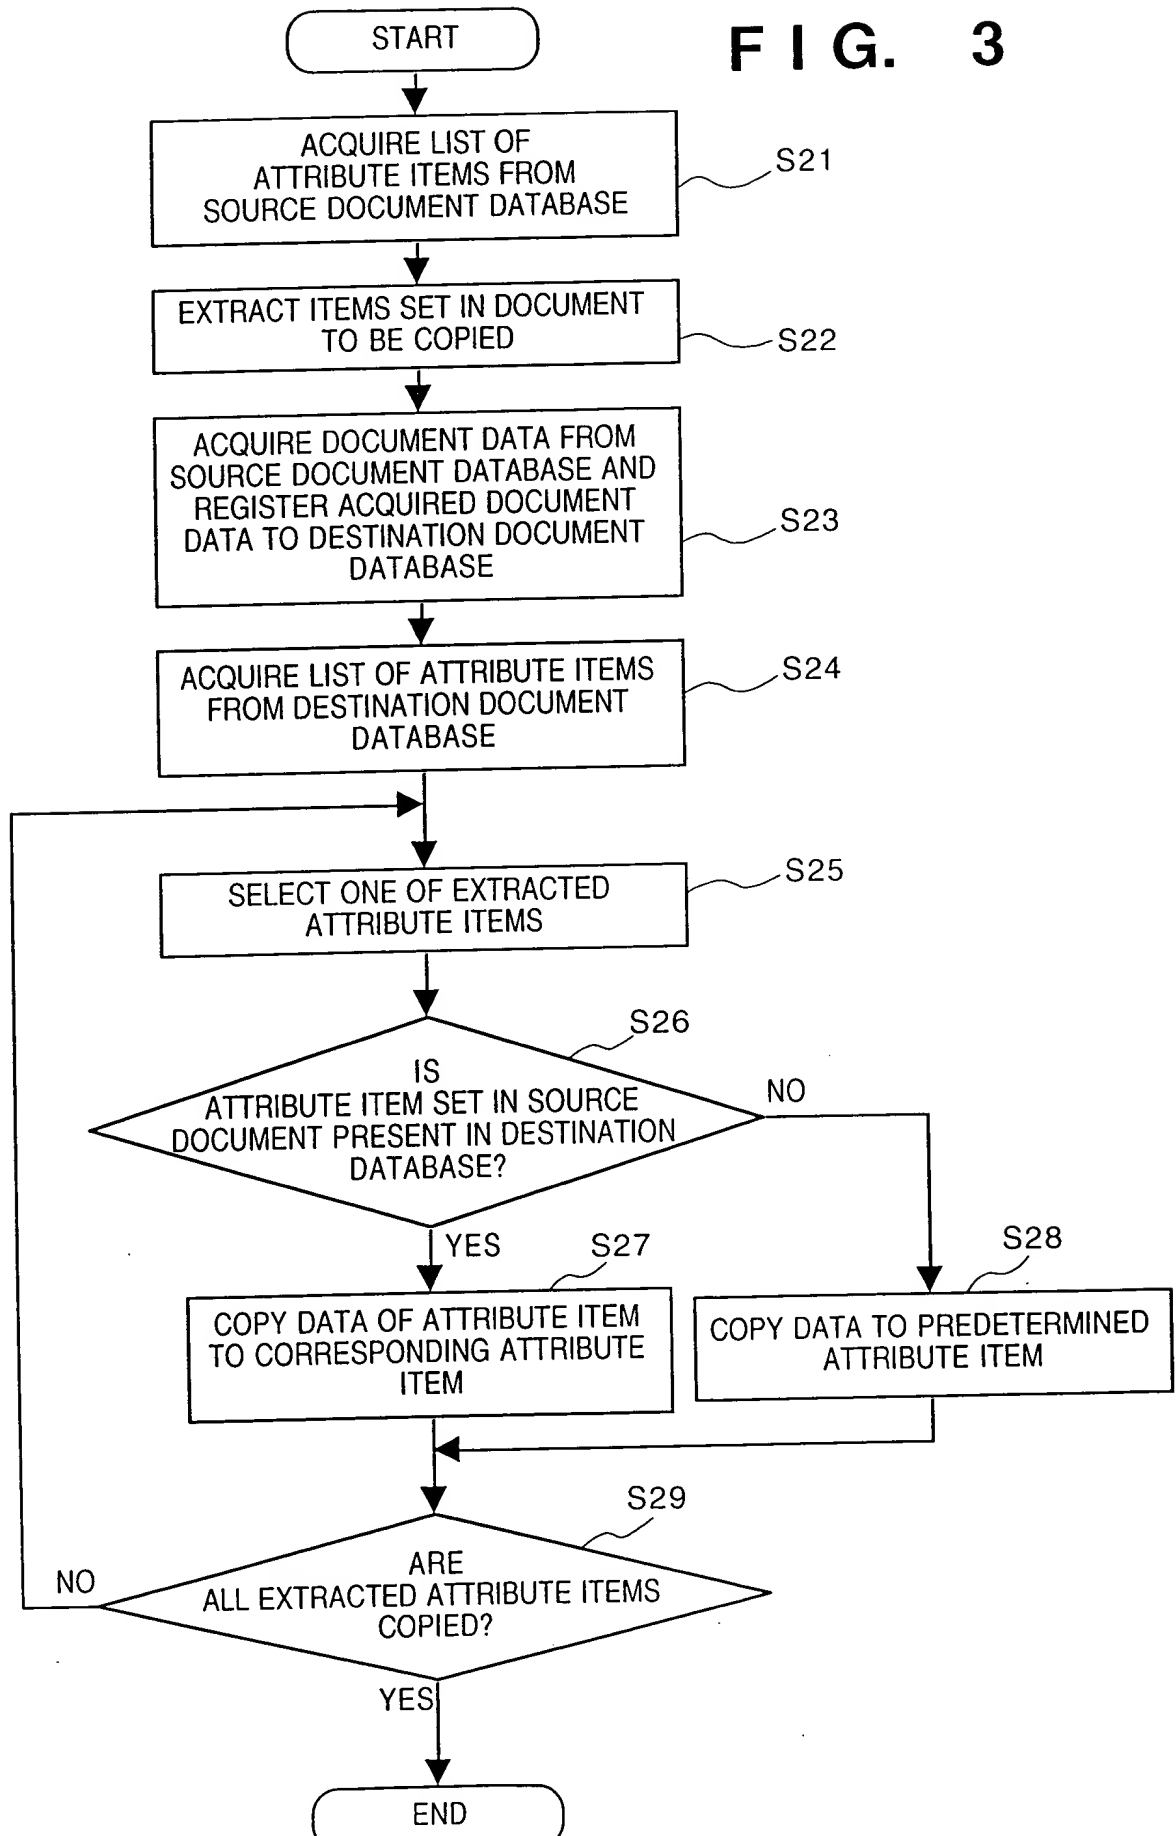 START
FIG. 3
ACQUIRE LIST OF
ATTRIBUTE ITEMS FROM
SOURCE DOCUMENT DATABASE
S21
EXTRACT ITEMS SET IN DOCUMENT
TO BE COPIED
S22
ACQUIRE DOCUMENT DATA FROM
SOURCE DOCUMENT DATABASE AND
REGISTER ACQUIRED DOCUMENT
DATA TO DESTINATION DOCUMENT
DATABASE
S23
ACQUIRE LIST OF ATTRIBUTE ITEMS
FROM DESTINATION DOCUMENT
DATABASE
S24
SELECT ONE OF EXTRACTED
ATTRIBUTE ITEMS
S25
S26
IS
ATTRIBUTE ITEM SET IN SOURCE
DOCUMENT PRESENT IN DESTINATION
DATABASE?
NO
YES
S27
COPY DATA OF ATTRIBUTE ITEM
TO CORRESPONDING ATTRIBUTE
ITEM
S28
COPY DATA TO PREDETERMINED
ATTRIBUTE ITEM
S29
ARE
ALL EXTRACTED ATTRIBUTE ITEMS
COPIED?
NO
YES
END